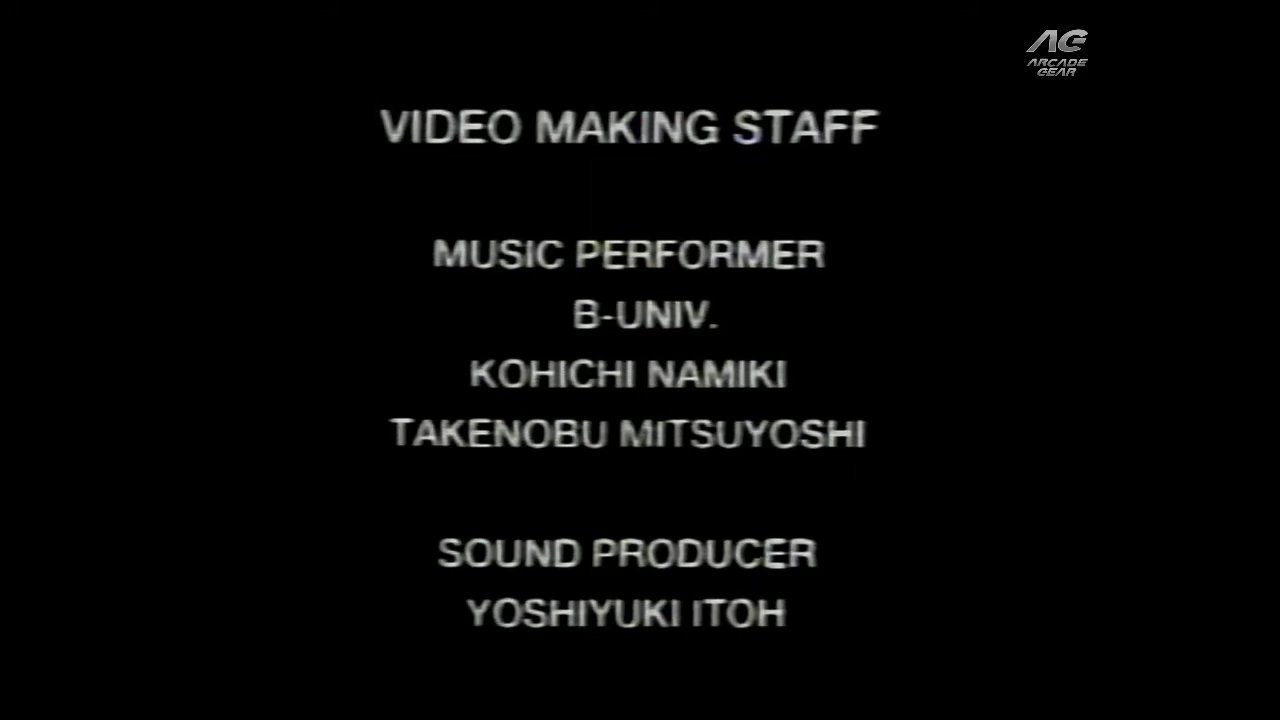 AG
ARCADE
GEAR
VIDEO MAKING STAFF
MUSIC PERFORMER
B-UNIV.
KOHICHI NAMIKI
TAKENOBU MITSUYOSHI
SOUND PRODUCER
YOSHIYUKI ITOH